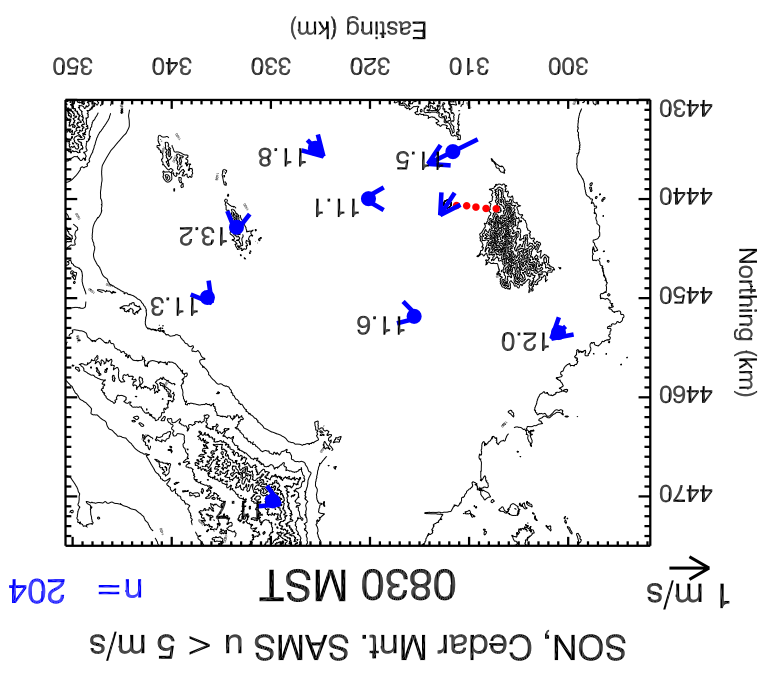 SON, Cedar Mnt. SAMS u < 5 m/s
1 m/s 0830 MST n= 204
4470
11.7
4460
12.0
11.6
11.3
4450
13.2
11.1
4440
11.5
11.8
4430
Northing (km)
300 310 320 330 340 350
Easting (km)